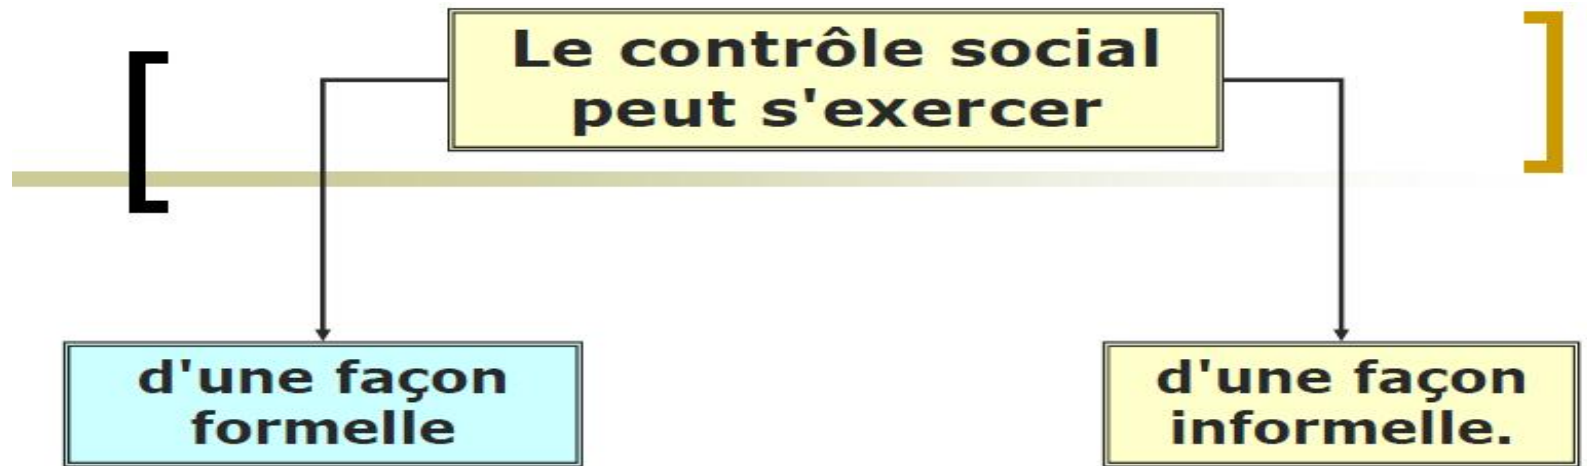 Le contrôle social
peut s'exercer
d'une façon
formelle
d'une façon
informelle.